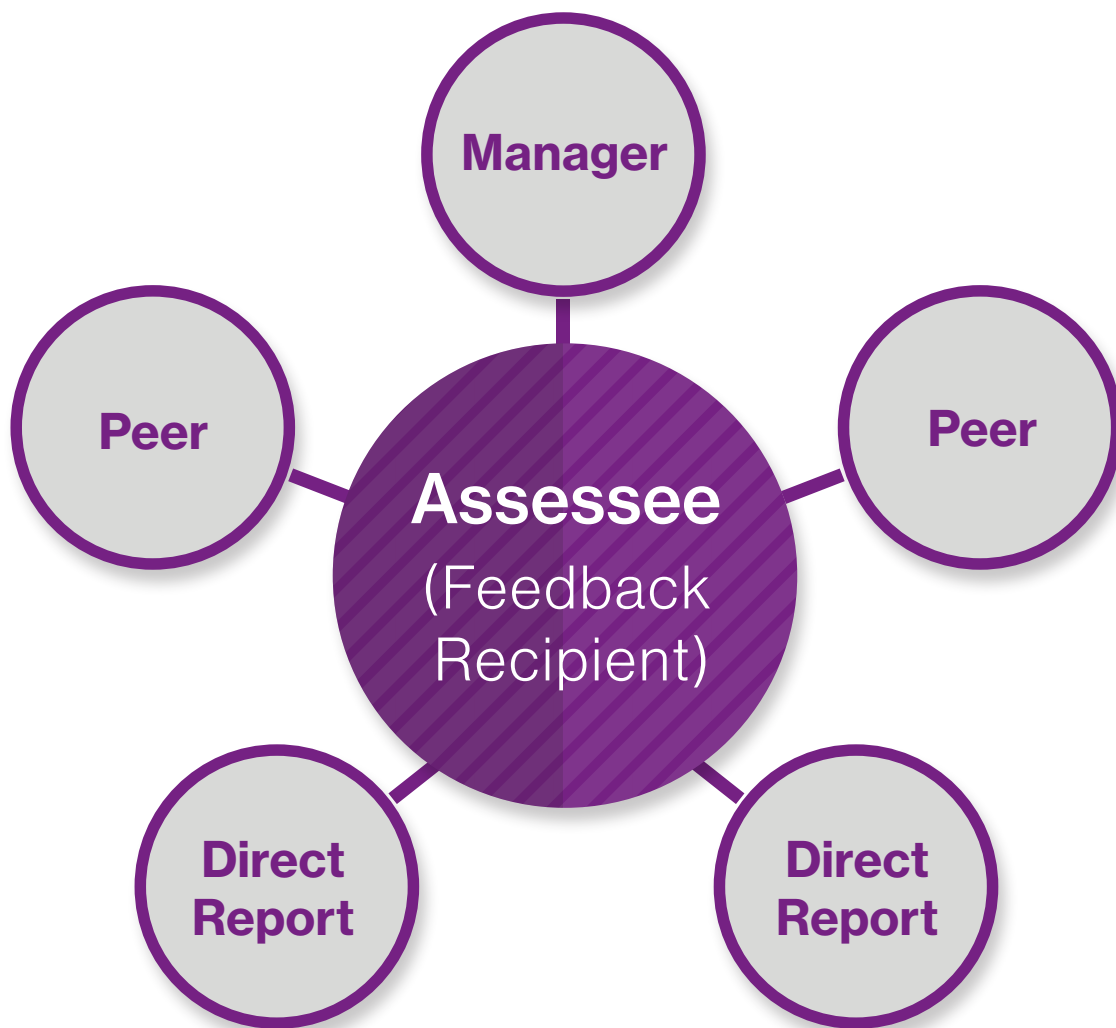 Manager
Peer
Peer
Assessee
(Feedback
Recipient)
Direct
Report
Direct
Report